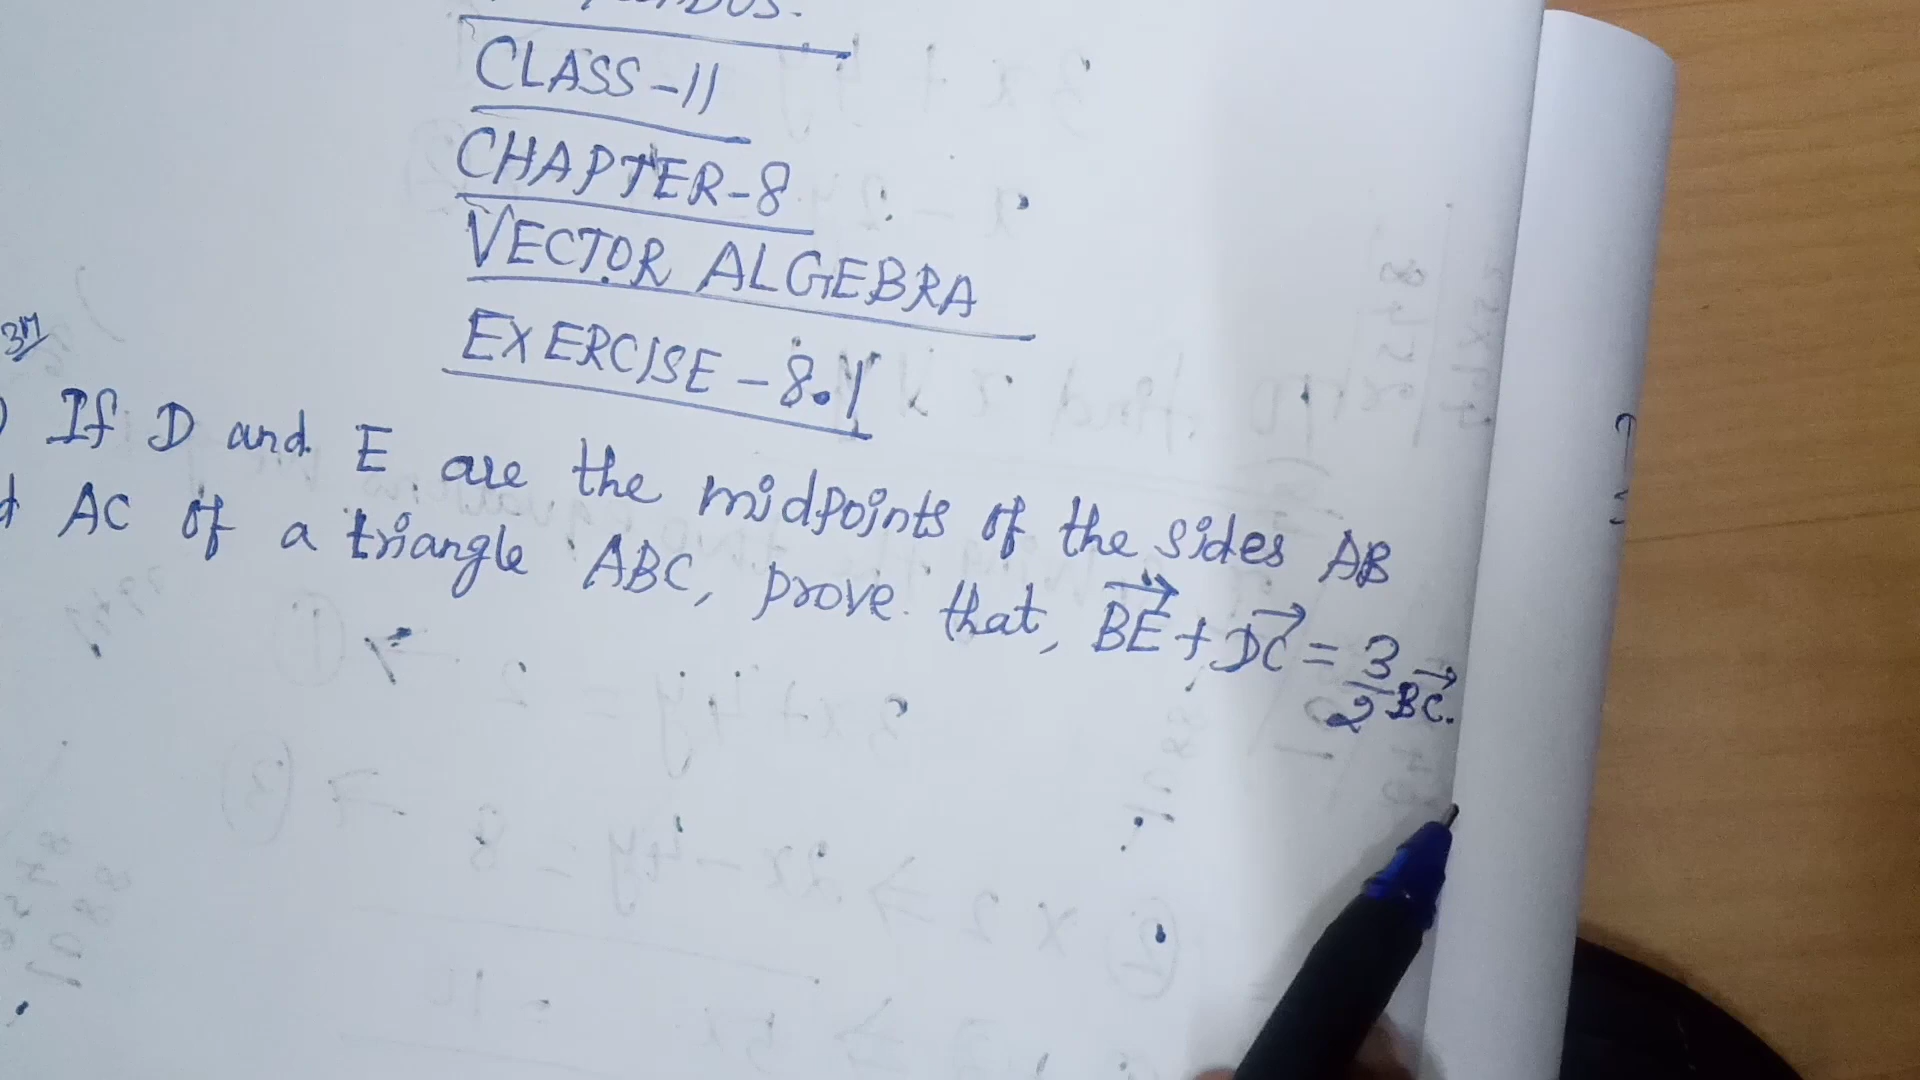 CLASS-11
CHAPTER-8
VECTOR ALGEBRA
EXERCISE-8.1
3M
If D and E are the midpoints of the sides AB
AC of a triangle ABC, prove that, BE→ + DC→ = 3/2 BC→.